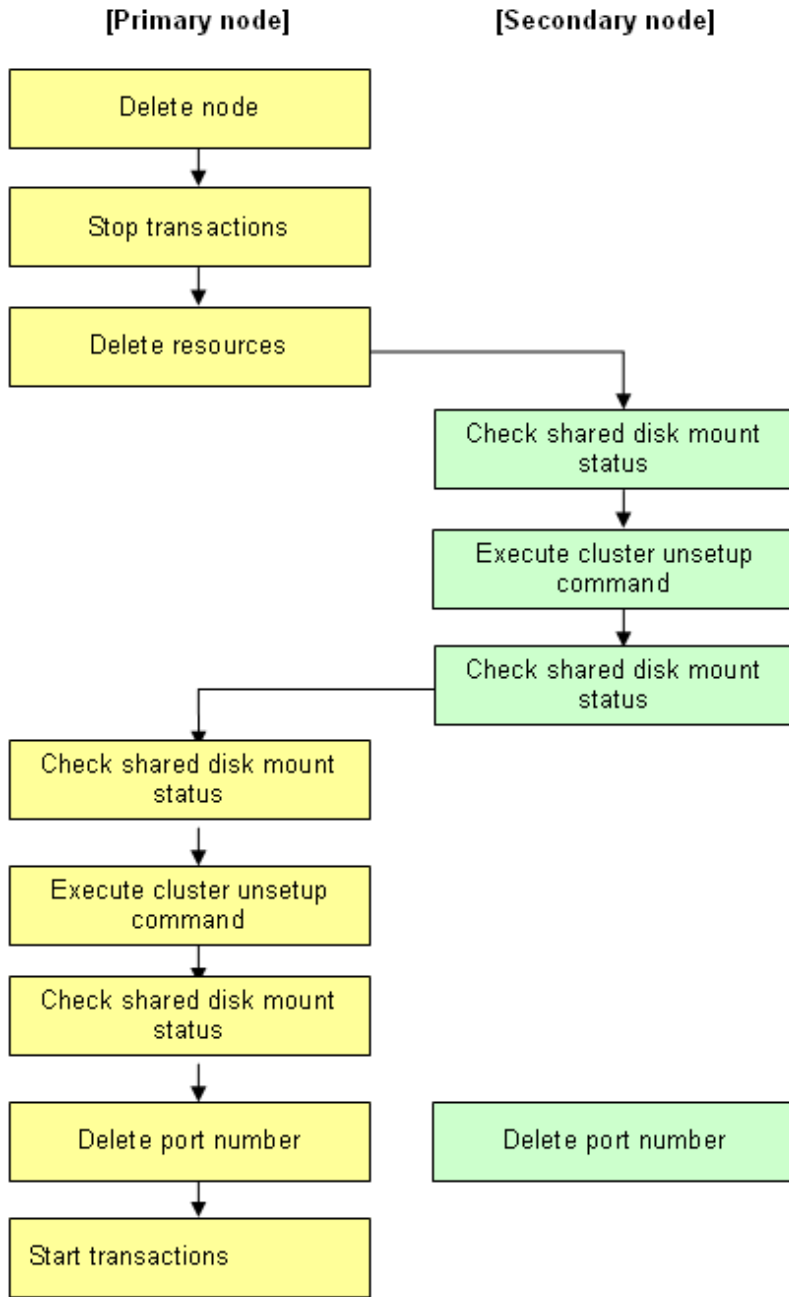 [Primary node]
[Secondary node]
Delete node
Stop transactions
Delete resources
Check shared disk mount
status
Execute cluster unsetup
command
Check shared disk mount
status
Check shared disk mount
status
Execute cluster unsetup
command
Check shared disk mount
status
Delete port number
Delete port number
Start transactions